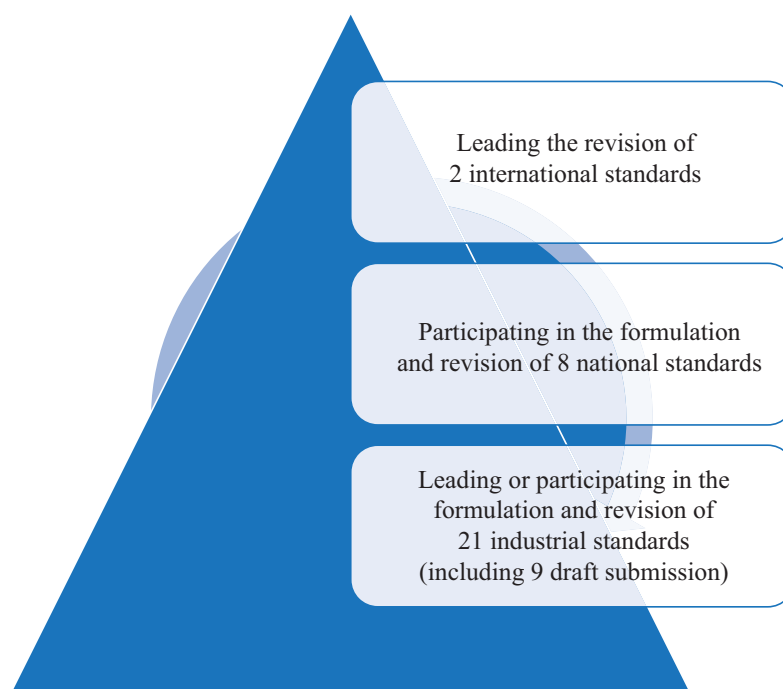 Leading the revision of
2 international standards
Participating in the formulation
and revision of 8 national standards
Leading or participating in the
formulation and revision of
21 industrial standards
(including 9 draft submission)